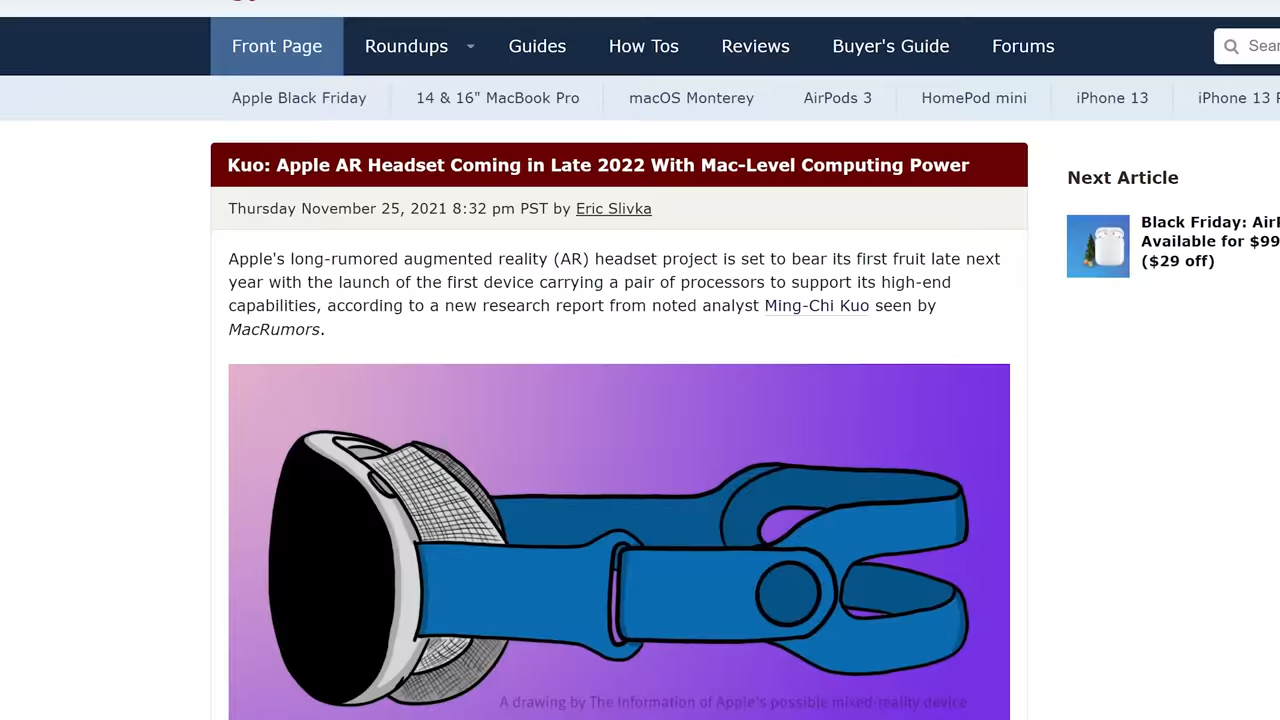 Front Page Roundups Guides How Tos Reviews Buyer's Guide Forums
Apple Black Friday 14 & 16" MacBook Pro macOS Monterey AirPods 3 HomePod mini iPhone 13 iPhone 13
Kuo: Apple AR Headset Coming in Late 2022 With Mac-Level Computing Power
Thursday November 25, 2021 8:32 pm PST by Eric Slivka
Apple's long-rumored augmented reality (AR) headset project is set to bear its first fruit late next
year with the launch of the first device carrying a pair of processors to support its high-end
capabilities, according to a new research report from noted analyst Ming-Chi Kuo seen by
MacRumors.
A drawing by The Information of Apple's possible mixed-reality device
Next Article
Black Friday:
Available for $99
($29 off)